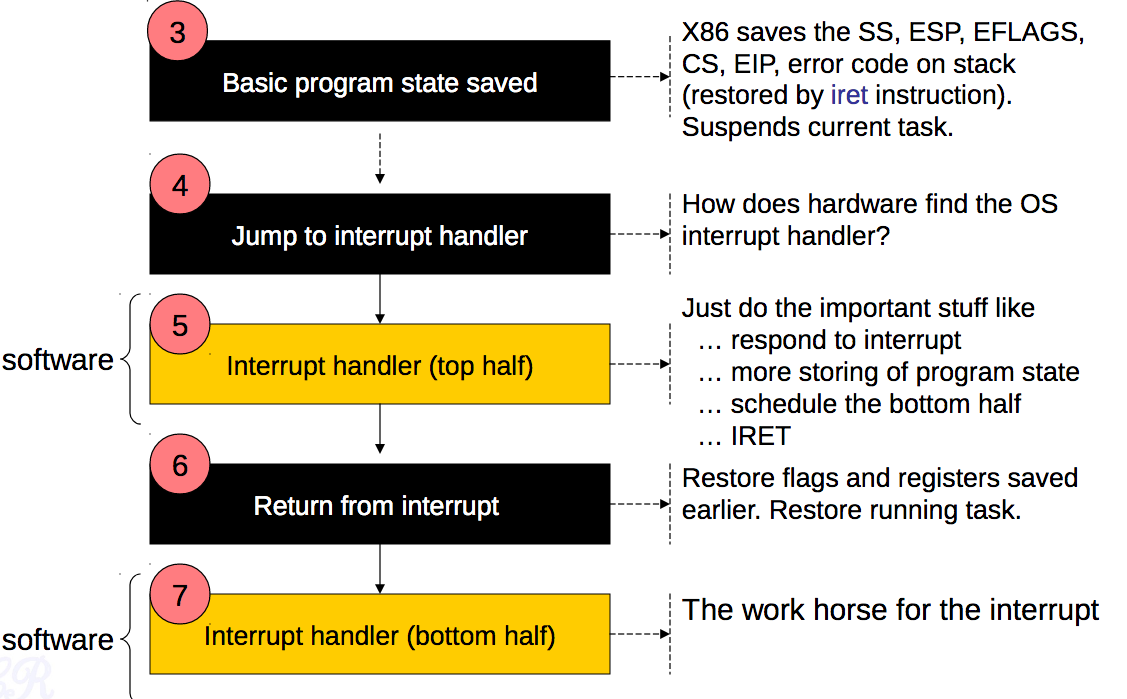 3
Basic program state saved
X86 saves the SS, ESP, EFLAGS,
CS, EIP, error code on stack
(restored by iret instruction).
Suspends current task.
4
Jump to interrupt handler
How does hardware find the OS
interrupt handler?
software
5
Interrupt handler (top half)
Just do the important stuff like
… respond to interrupt
… more storing of program state
… schedule the bottom half
… IRET
6
Return from interrupt
Restore flags and registers saved
earlier. Restore running task.
software
7
Interrupt handler (bottom half)
The work horse for the interrupt